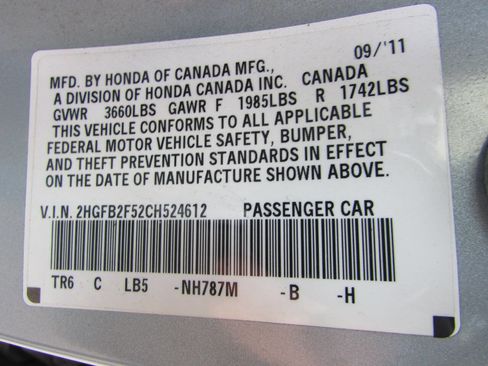 09/'11
MFD. BY HONDA OF CANADA MFG.,
A DIVISION OF HONDA CANADA INC. CANADA
GVWR 3660LBS GAWR F 1985LBS R 1742LBS
THIS VEHICLE CONFORMS TO ALL APPLICABLE
FEDERAL MOTOR VEHICLE SAFETY, BUMPER,
AND THEFT PREVENTION STANDARDS IN EFFECT
ON THE DATE OF MANUFACTURE SHOWN ABOVE.
V.I.N. 2HGFB2F52CH524612 PASSENGER CAR
TR6 C LB5 -NH787M -B -H